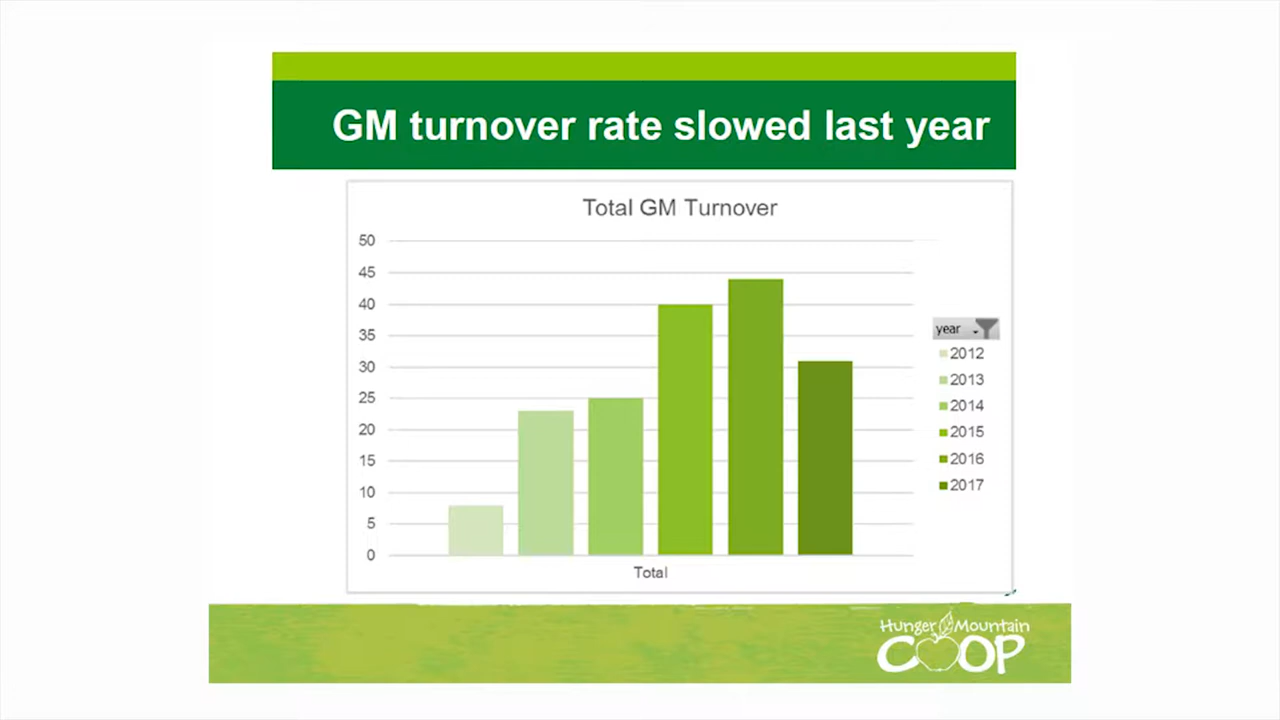 GM turnover rate slowed last year
Total GM Turnover
50
45
40
35
30
25
20
15
10
5
0
Total
year
2012
2013
2014
2015
2016
2017
Hunger Mountain
COOP